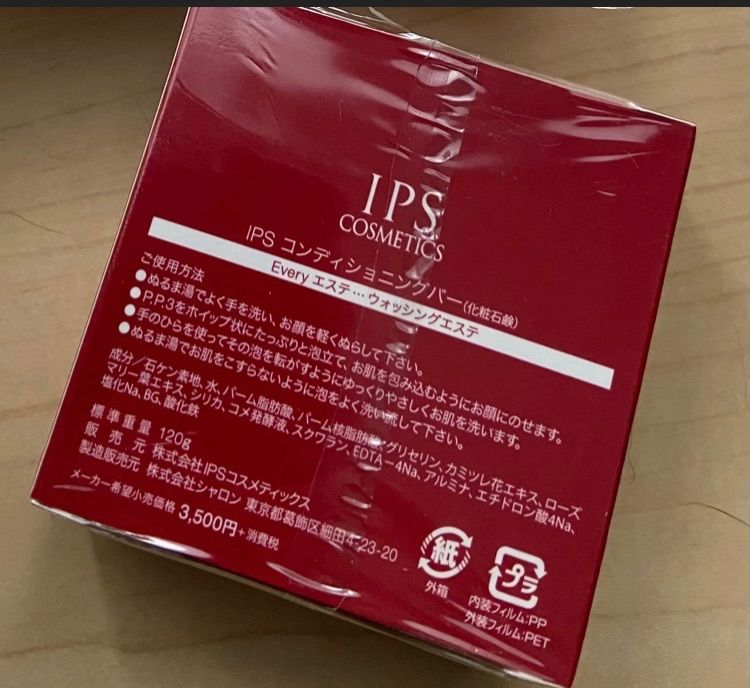 IPS
COSMETICS
IPS コンディショニングバー(化粧石鹸)
Every エステ…ウォッシングエステ
ご使用方法
●ぬるま湯でよく手を洗い、お顔を軽くぬらして下さい。
●P.P.3をホイップ状にたっぷりと泡立て、お肌を包み込むようにお顔にのせます。
●手のひらを使ってその泡を転がすようにゆっくりやさしくお肌を洗います。
●ぬるま湯でお肌をこすらないように泡をよく洗い流して下さい。
成分/石ケン素地、水、パーム脂肪酸、パーム核脂肪酸、グリセリン、カミツレ花エキス、ローズ
マリー葉エキス、シリカ、コメ発酵液、スクワラン、EDTA-4Na、アルミナ、エチドロン酸4Na、
塩化Na、BG、酸化鉄
標準重量 120g
販売元 株式会社IPSコスメティックス
製造販売元 株式会社シャロン 東京都葛飾区細田4-23-20
メーカー希望小売価格 3,500円+消費税
紙
外箱
プラ
内装フィルム:PP
外装フィルム:PET